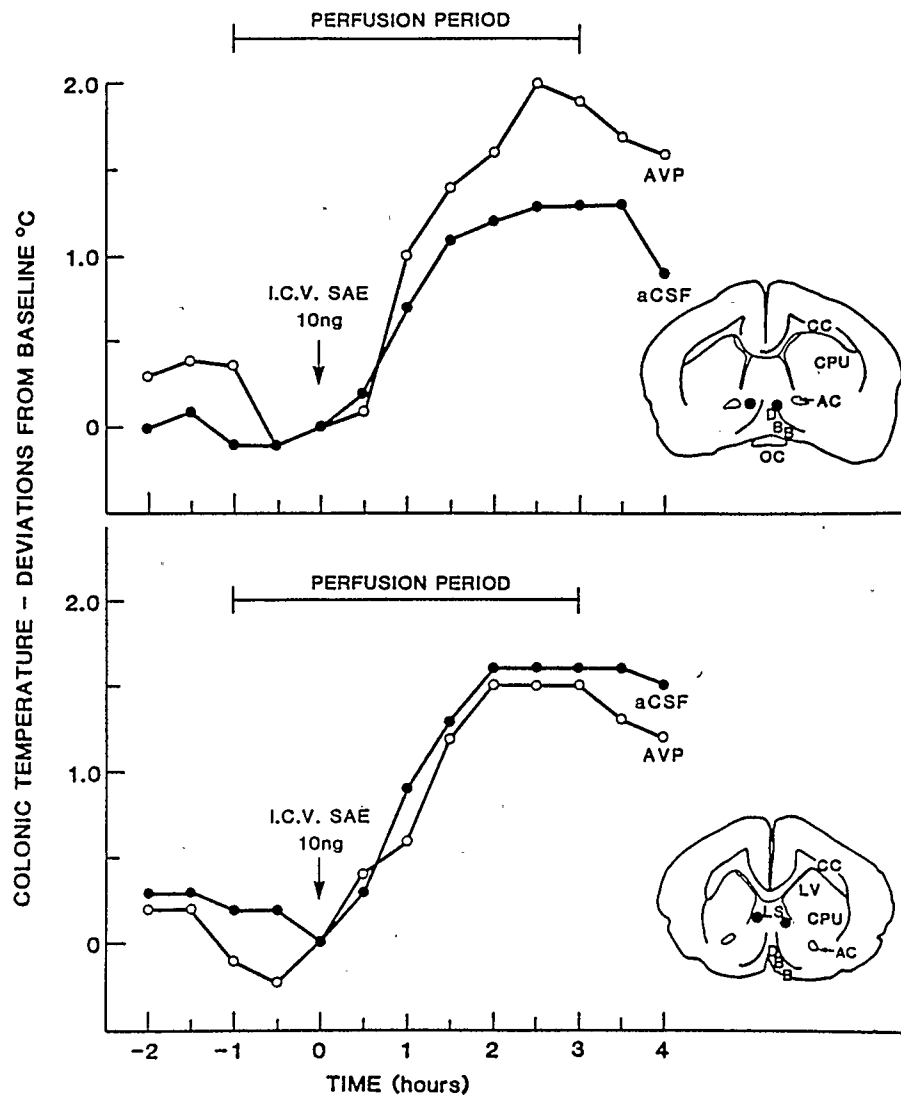 PERFUSION PERIOD
2.0
1.0
0
AVP
aCSF
I.C.V. SAE
10ng
CC
CPU
AC
D
B
B
OC
COLONIC TEMPERATURE – DEVIATIONS FROM BASELINE °C
PERFUSION PERIOD
2.0
1.0
0
aCSF
AVP
I.C.V. SAE
10ng
CC
LV
LS
CPU
AC
D
B
B
-2 -1 0 1 2 3 4
TIME (hours)